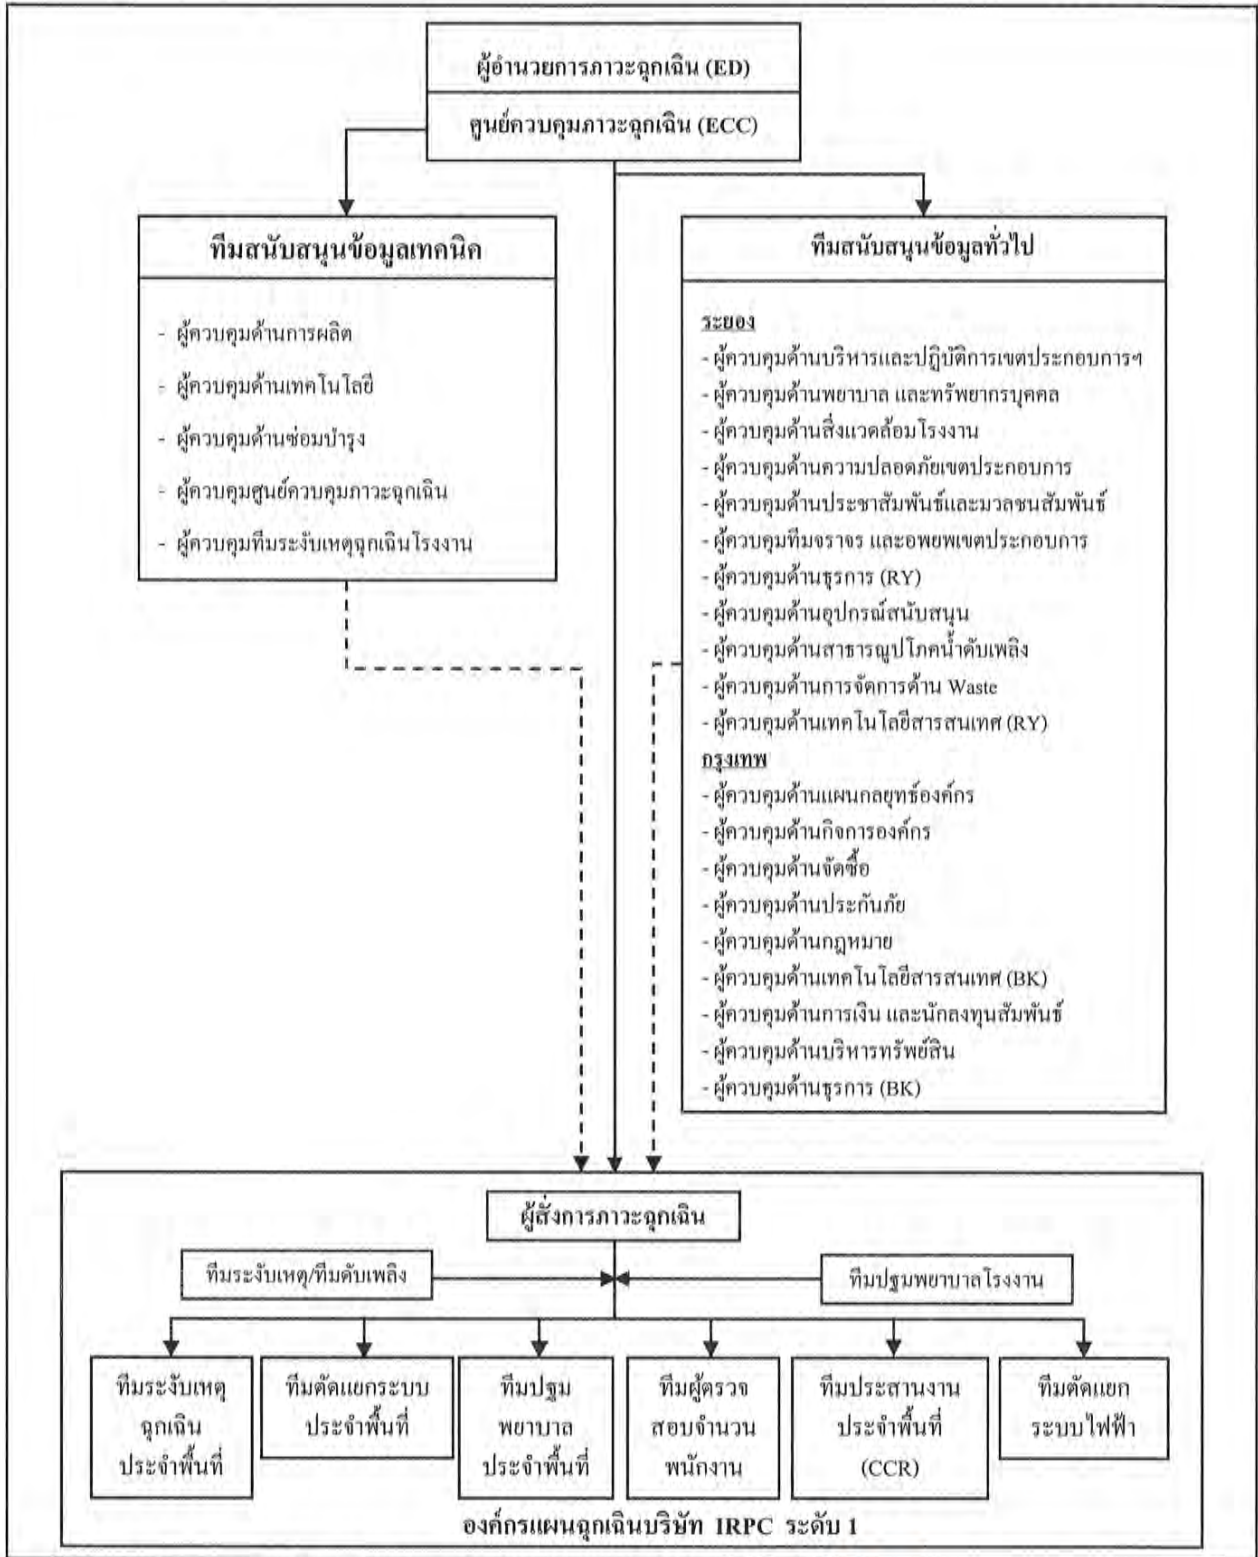 ผู้อำนวยการภาวะฉุกเฉิน (ED)
ศูนย์ควบคุมภาวะฉุกเฉิน (ECC)
ทีมสนับสนุนข้อมูลเทคนิค
- ผู้ควบคุมด้านการผลิต
- ผู้ควบคุมด้านเทคโนโลยี
- ผู้ควบคุมด้านซ่อมบำรุง
- ผู้ควบคุมศูนย์ควบคุมภาวะฉุกเฉิน
- ผู้ควบคุมทีมระงับเหตุฉุกเฉินโรงงาน
ทีมสนับสนุนข้อมูลทั่วไป
ระยอง
- ผู้ควบคุมด้านบริหารและปฏิบัติการเขตประกอบการฯ
- ผู้ควบคุมด้านพยาบาล และทรัพยากรบุคคล
- ผู้ควบคุมด้านสิ่งแวดล้อมโรงงาน
- ผู้ควบคุมด้านความปลอดภัยเขตประกอบการ
- ผู้ควบคุมด้านประชาสัมพันธ์และมวลชนสัมพันธ์
- ผู้ควบคุมทีมจราจร และอพยพเขตประกอบการ
- ผู้ควบคุมด้านธุรการ (RY)
- ผู้ควบคุมด้านอุปกรณ์สนับสนุน
- ผู้ควบคุมด้านสาธารณูปโภคน้ำดับเพลิง
- ผู้ควบคุมด้านการจัดการด้าน Waste
- ผู้ควบคุมด้านเทคโนโลยีสารสนเทศ (RY)
กรุงเทพ
- ผู้ควบคุมด้านแผนกลยุทธ์องค์กร
- ผู้ควบคุมด้านกิจการองค์กร
- ผู้ควบคุมด้านจัดซื้อ
- ผู้ควบคุมด้านประกันภัย
- ผู้ควบคุมด้านกฎหมาย
- ผู้ควบคุมด้านเทคโนโลยีสารสนเทศ (BK)
- ผู้ควบคุมด้านการเงิน และนักลงทุนสัมพันธ์
- ผู้ควบคุมด้านบริหารทรัพย์สิน
- ผู้ควบคุมด้านธุรการ (BK)
ผู้สั่งการภาวะฉุกเฉิน
ทีมระงับเหตุ/ทีมดับเพลิง
ทีมปฐมพยาบาลโรงงาน
ทีมระงับเหตุ
ฉุกเฉิน
ประจำพื้นที่
ทีมตัดแยกระบบ
ประจำพื้นที่
ทีมปฐม
พยาบาล
ประจำพื้นที่
ทีมผู้ตรวจ
สอบจำนวน
พนักงาน
ทีมประสานงาน
ประจำพื้นที่
(CCR)
ทีมตัดแยก
ระบบไฟฟ้า
องค์กรแผนฉุกเฉินบริษัท IRPC ระดับ 1